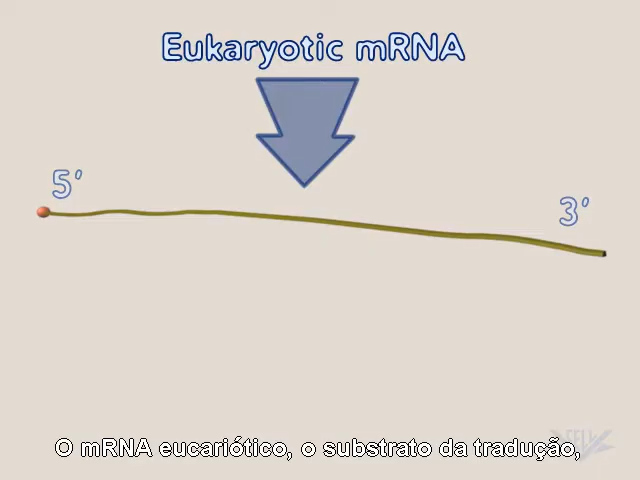 Eukaryotic mRNA
5'
3'
O mRNA eucariótico, o substrato da tradução,